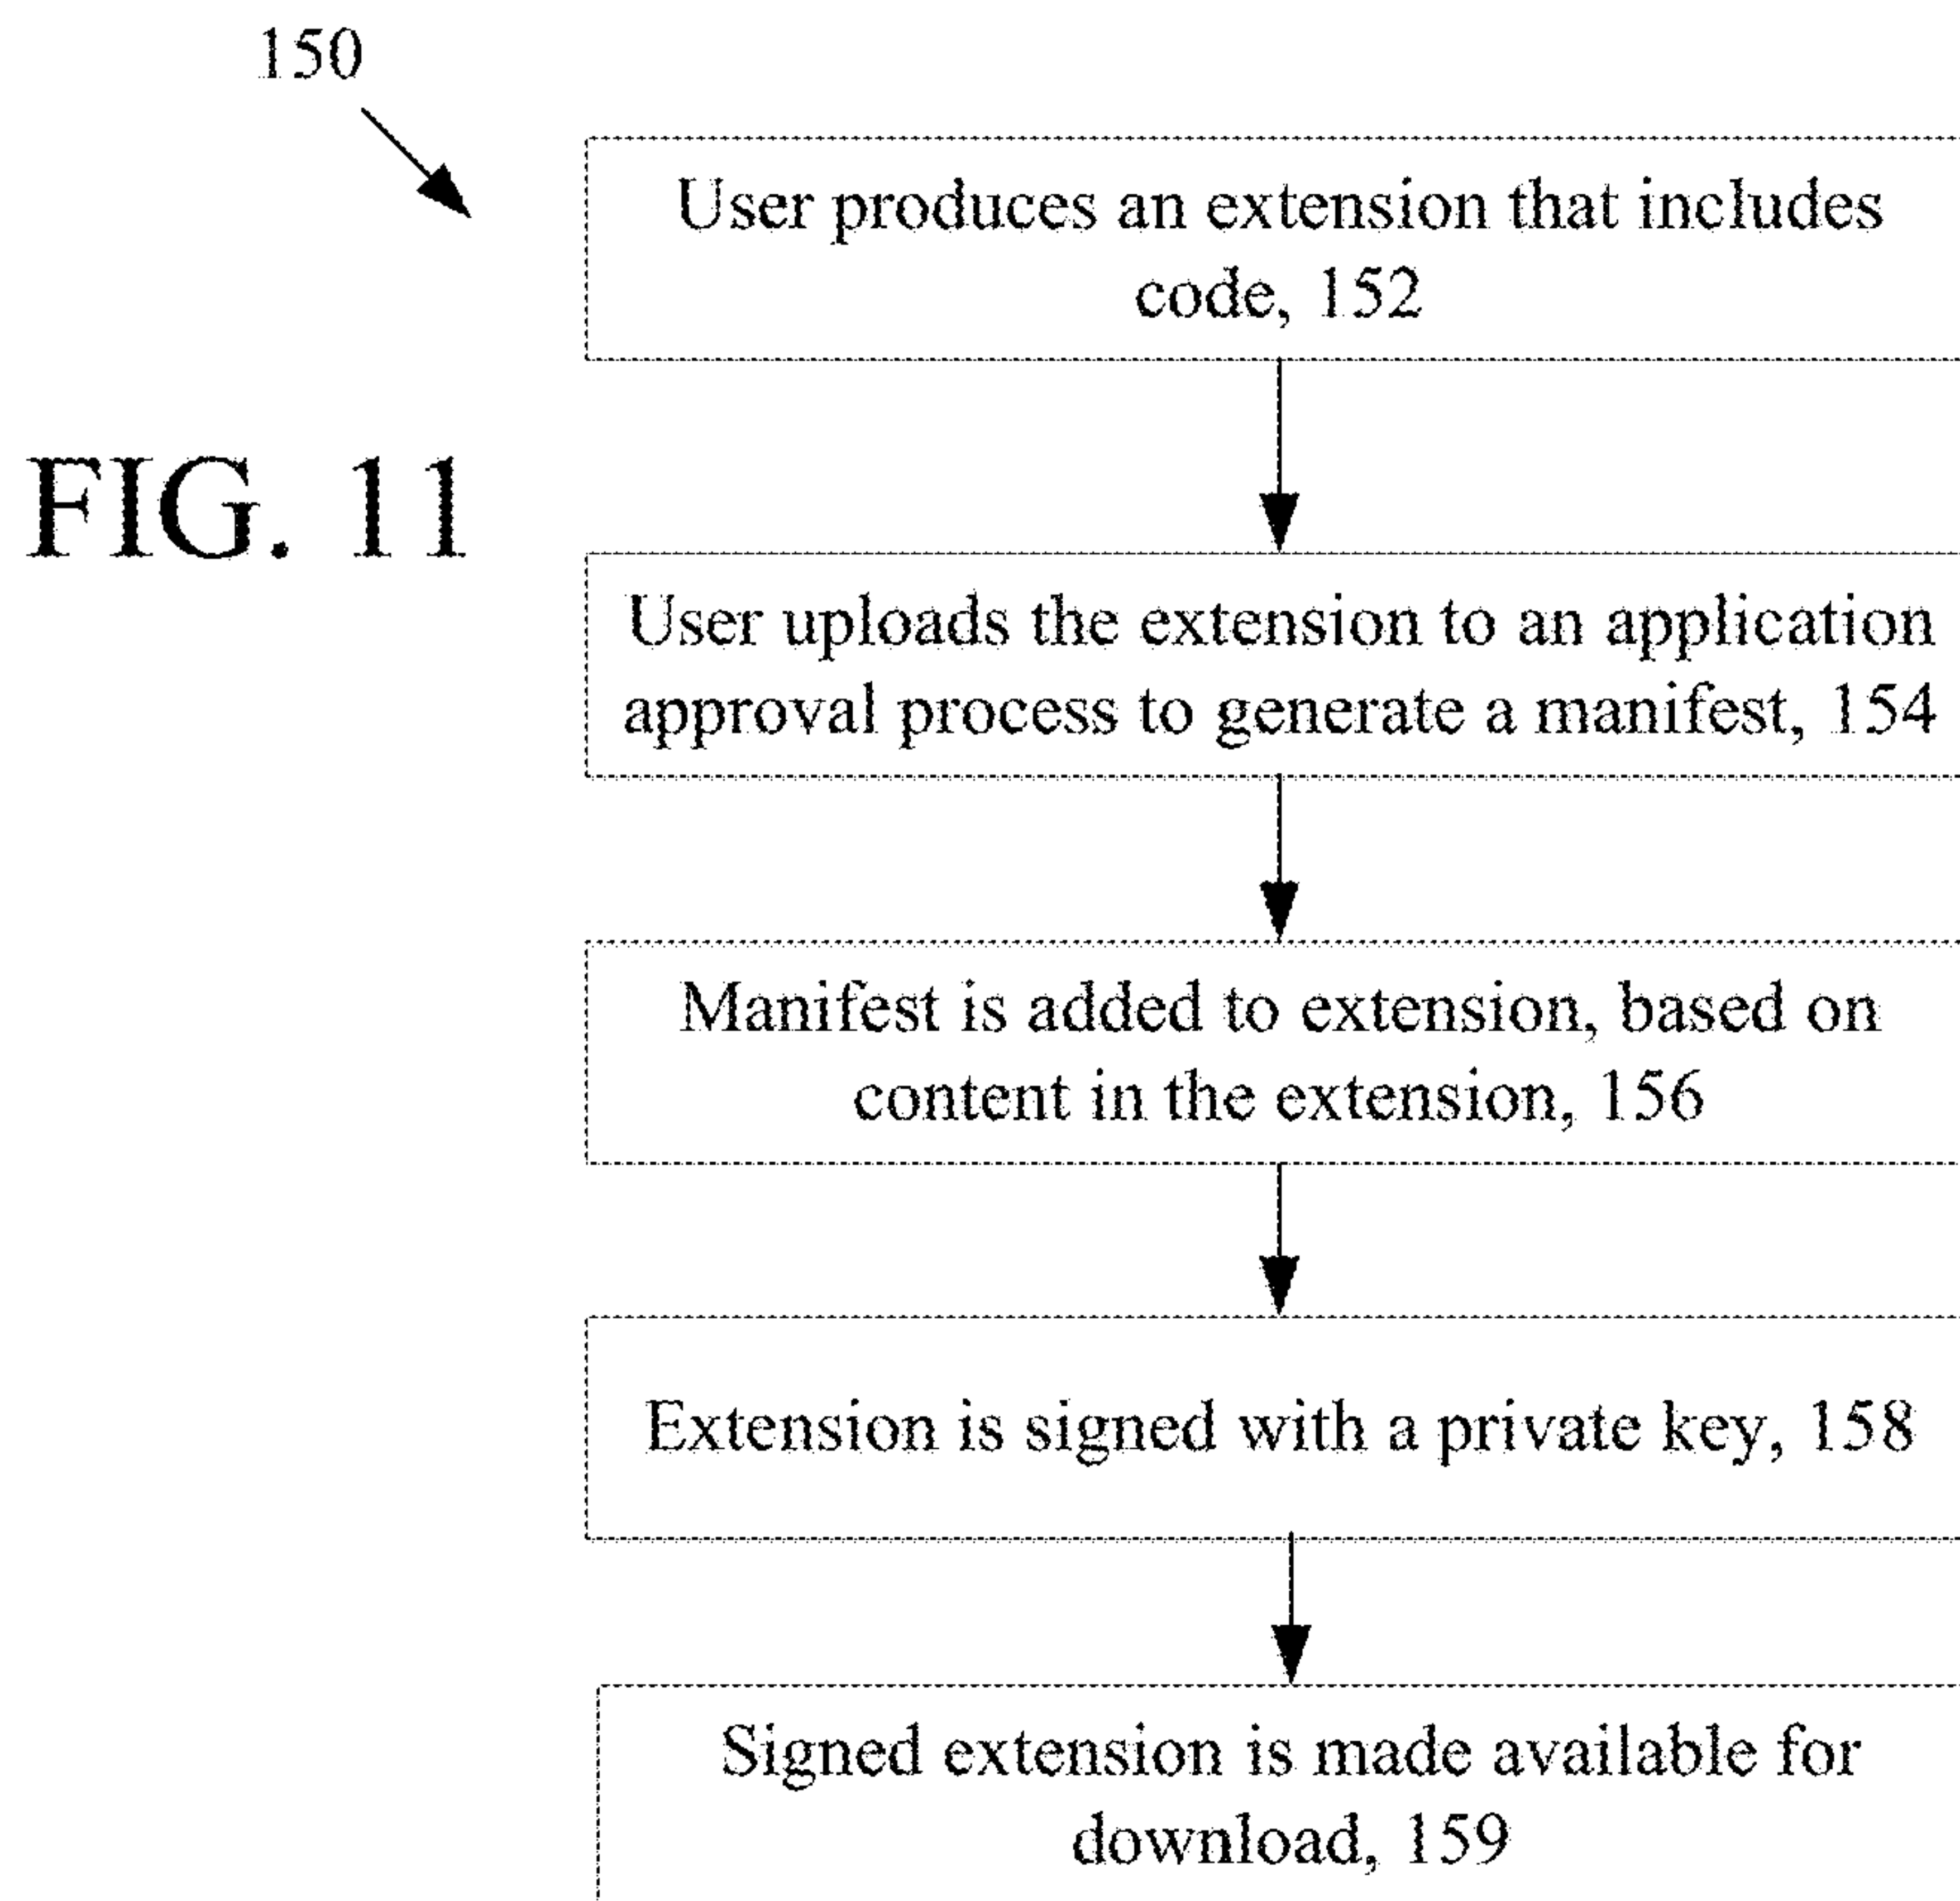 150
User produces an extension that includes
code, 152
FIG. 11
User uploads the extension to an application
approval process to generate a manifest, 154
Manifest is added to extension, based on
content in the extension, 156
Extension is signed with a private key, 158
Signed extension is made available for
download, 159